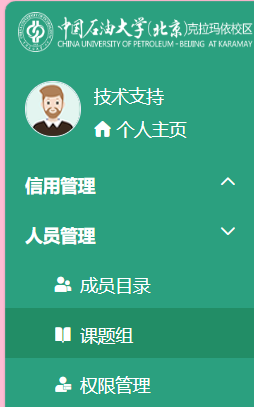 中国石油大学(北京)克拉玛依校区
CHINA UNIVERSITY OF PETROLEUM - BEIJING AT KARAMAY
技术支持
个人主页
信用管理
人员管理
成员目录
课题组
权限管理